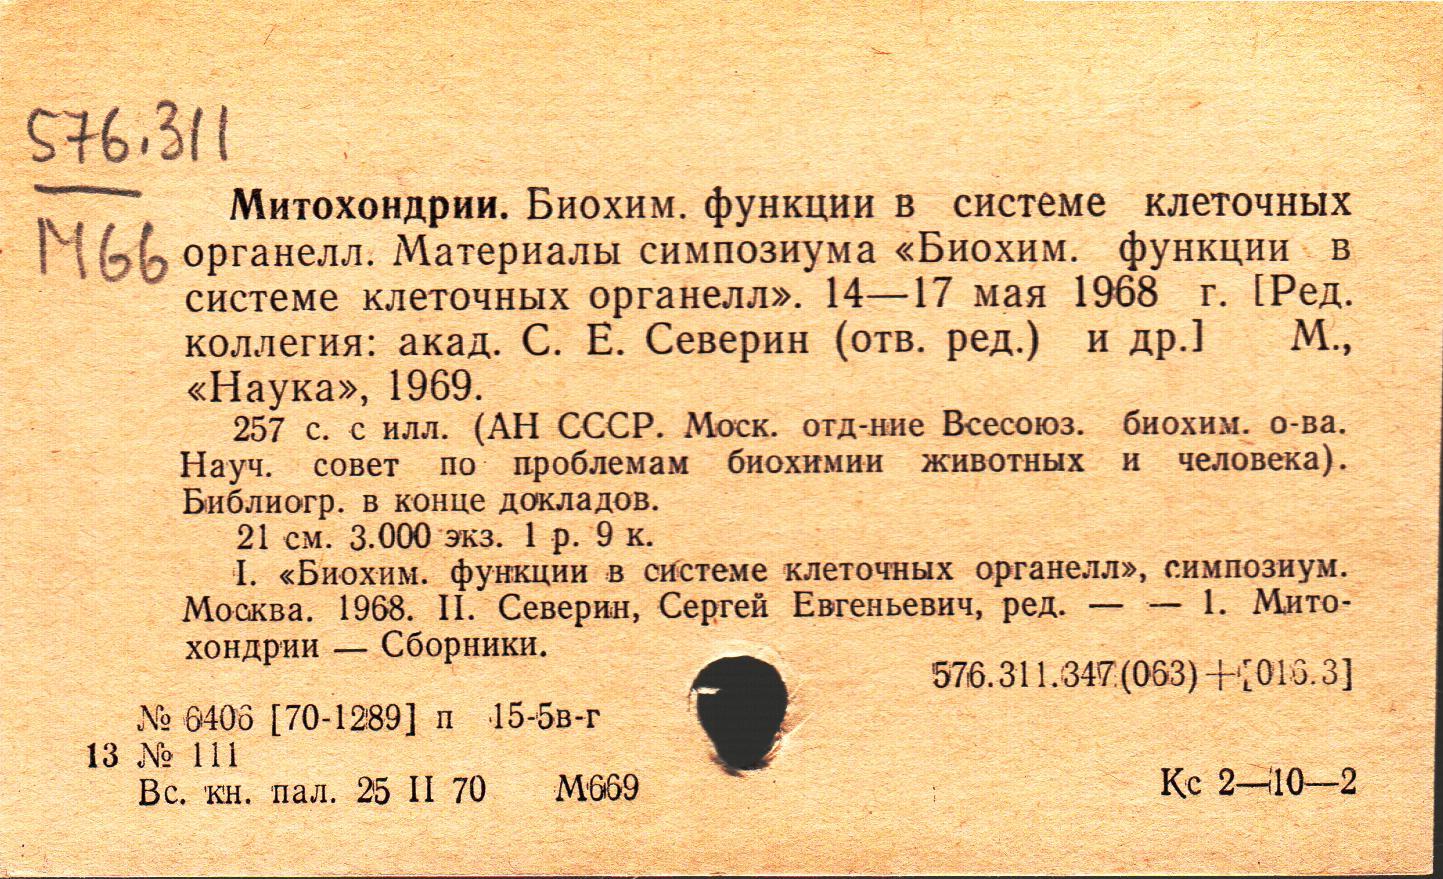 576.311
М66
Митохондрии. Биохим. функции в системе клеточных
органелл. Материалы симпозиума «Биохим. функции в
системе клеточных органелл». 14—17 мая 1968 г. [Ред.
коллегия: акад. С. Е. Северин (отв. ред.) и др.] М.,
«Наука», 1969.
257 с. с илл. (АН СССР. Моск. отд-ние Всесоюз. биохим. о-ва.
Науч. совет по проблемам биохимии животных и человека).
Библиогр. в конце докладов.
21 см. 3.000 экз. 1 р. 9 к.
I. «Биохим. функции в системе клеточных органелл», симпозиум.
Москва. 1968. II. Северин, Сергей Евгеньевич, ред. — — 1. Мито-
хондрии — Сборники.
576.311.347(063)+[016.3]
№ 6406 [70-1289] п 15-5в-г
13 № 111
Вс. кн. пал. 25 II 70 М669
Кс 2—10—2